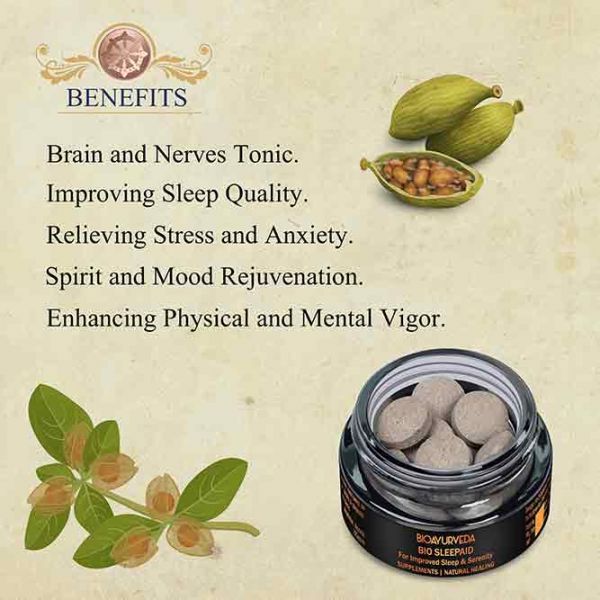 BENEFITS
Brain and Nerves Tonic.
Improving Sleep Quality.
Relieving Stress and Anxiety.
Spirit and Mood Rejuvenation.
Enhancing Physical and Mental Vigor.
BIOAYURVEDA
BIO SLEEPAID
For Improved Sleep & Serenity
SUPPLEMENTS | NATURAL HEALING